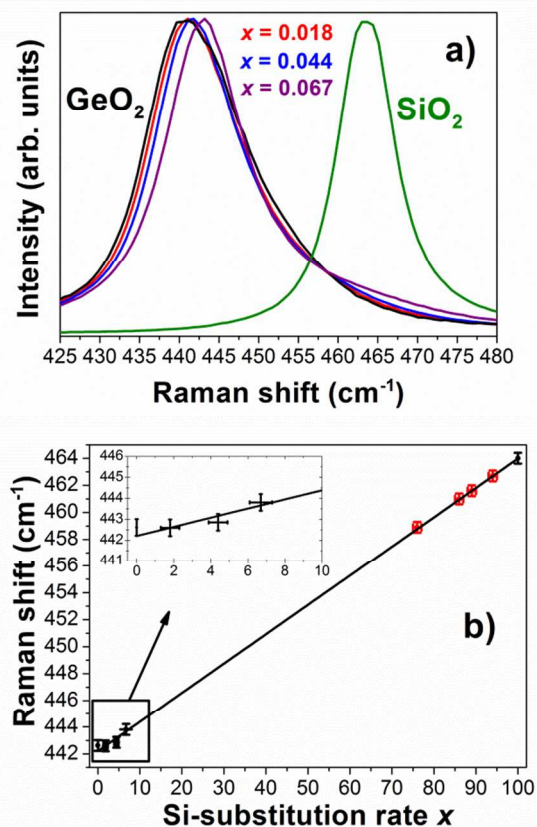 a)
x = 0.018
x = 0.044
x = 0.067
GeO₂
SiO₂
Intensity (arb. units)
425 430 435 440 445 450 455 460 465 470 475 480
Raman shift (cm⁻¹)
464
462
460
458
456
454
452
450
448
446
444
442
Raman shift (cm⁻¹)
446
445
444
443
442
441
0 2 4 6 8 10
b)
0 10 20 30 40 50 60 70 80 90 100
Si-substitution rate x